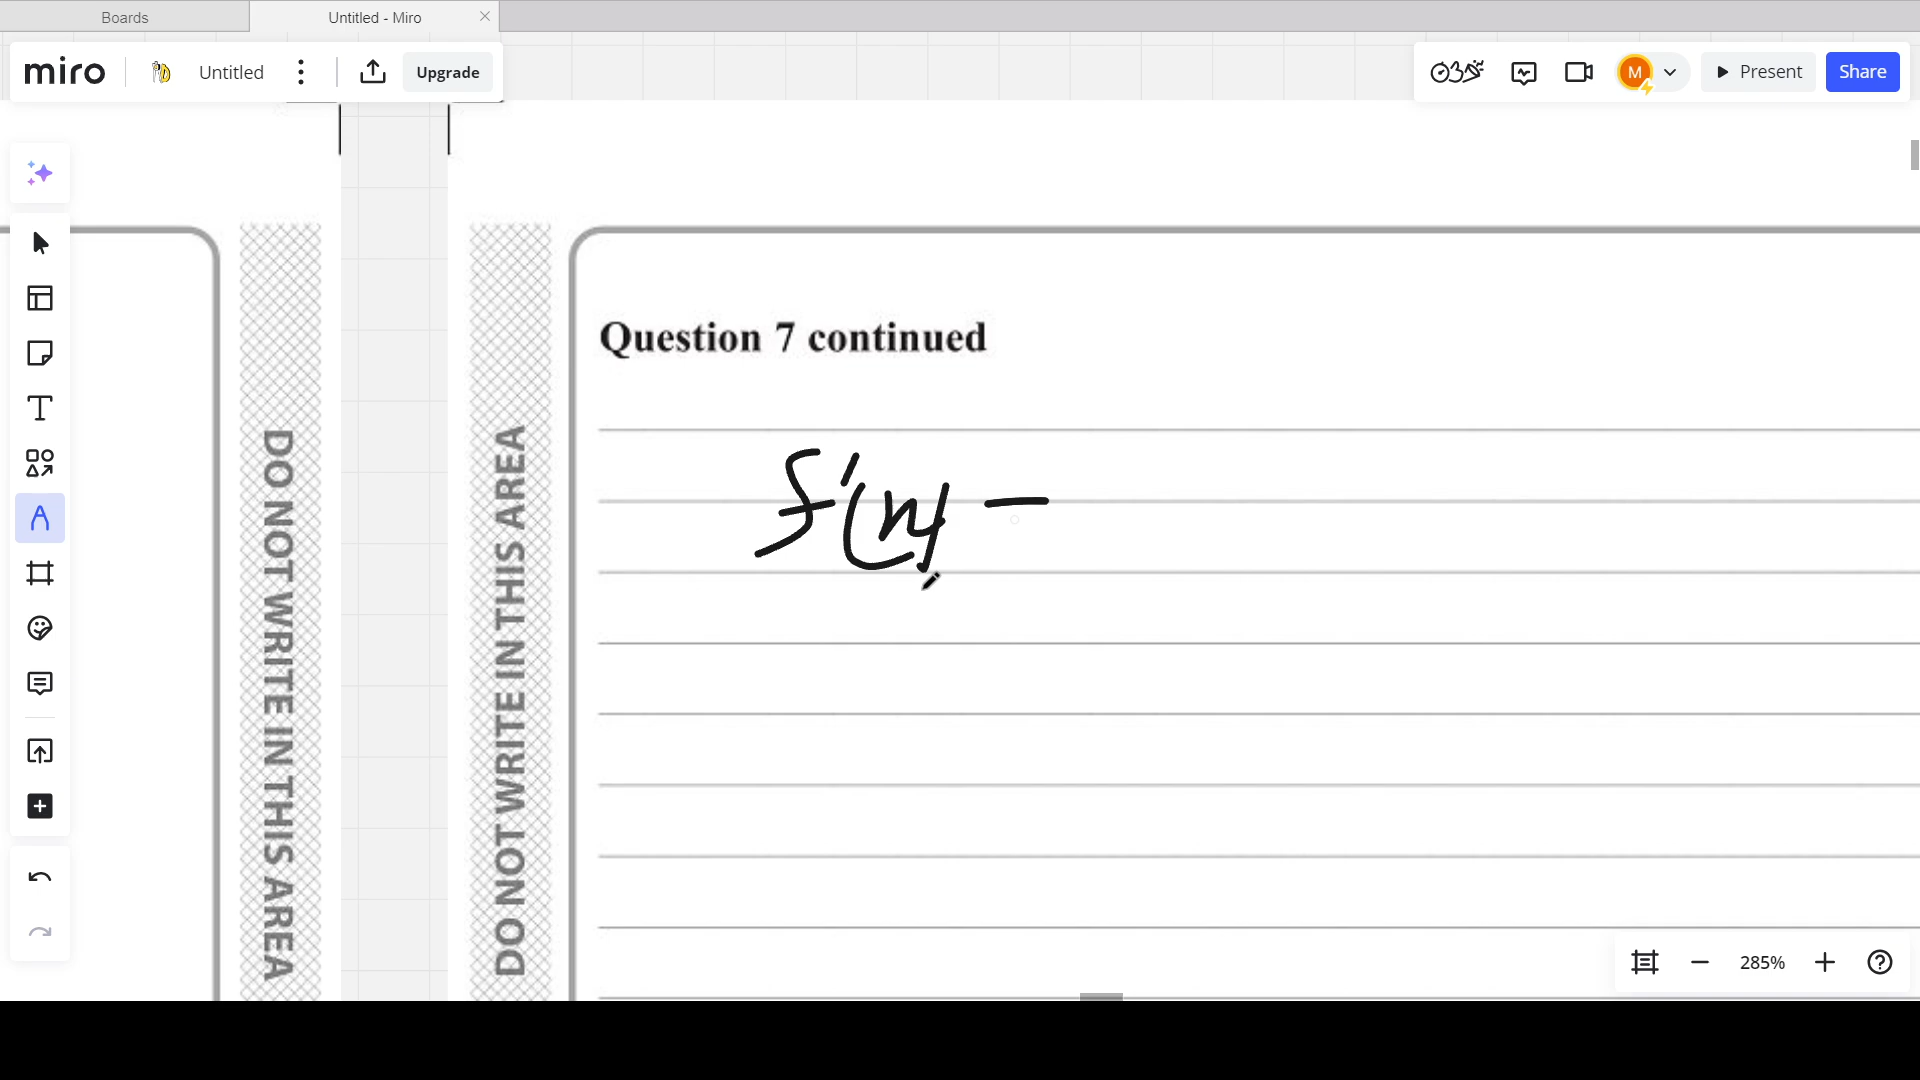 Boards
Untitled - Miro
miro
Untitled
Upgrade
M
Present
Share
DO NOT WRITE IN THIS AREA
DO NOT WRITE IN THIS AREA
Question 7 continued
f'(x) –
285%